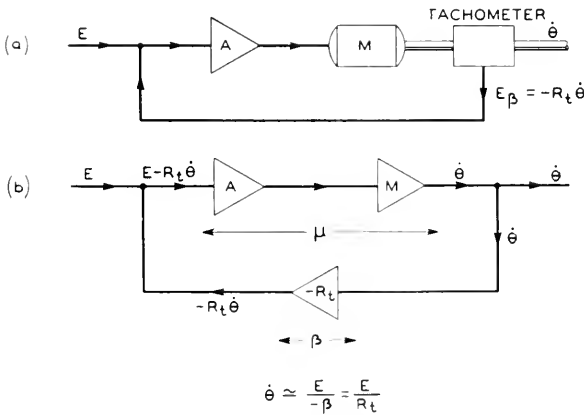 TACHOMETER
(a) E A M θ̇
E_β = -R_t θ̇
(b) E E-R_t θ̇ A M θ̇ θ̇
μ
θ̇
-R_t
-R_t θ̇
β
θ̇ ≃ E/-β = E/R_t